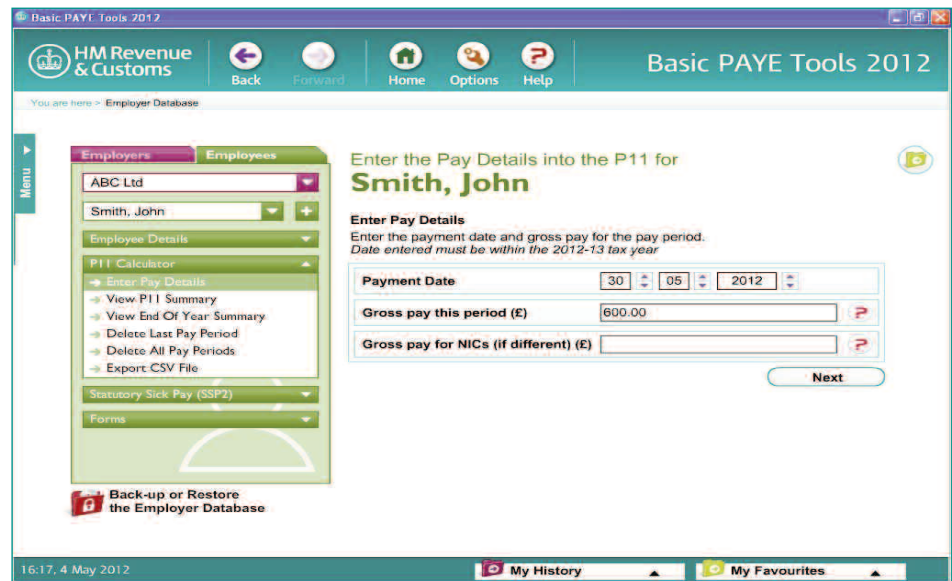 Basic PAYE Tools 2012
HM Revenue
& Customs
Back
Forward
Home
Options
Help
Basic PAYE Tools 2012
You are here > Employer Database
Menu
Employers
Employees
ABC Ltd
Smith, John
Employee Details
P11 Calculator
Enter Pay Details
View P11 Summary
View End Of Year Summary
Delete Last Pay Period
Delete All Pay Periods
Export CSV File
Statutory Sick Pay (SSP2)
Forms
Back-up or Restore
the Employer Database
Enter the Pay Details into the P11 for
Smith, John
Enter Pay Details
Enter the payment date and gross pay for the pay period.
Date entered must be within the 2012-13 tax year
Payment Date 30 05 2012
Gross pay this period (£) 600.00 ?
Gross pay for NICs (if different) (£) ?
Next
16:17, 4 May 2012
My History
My Favourites